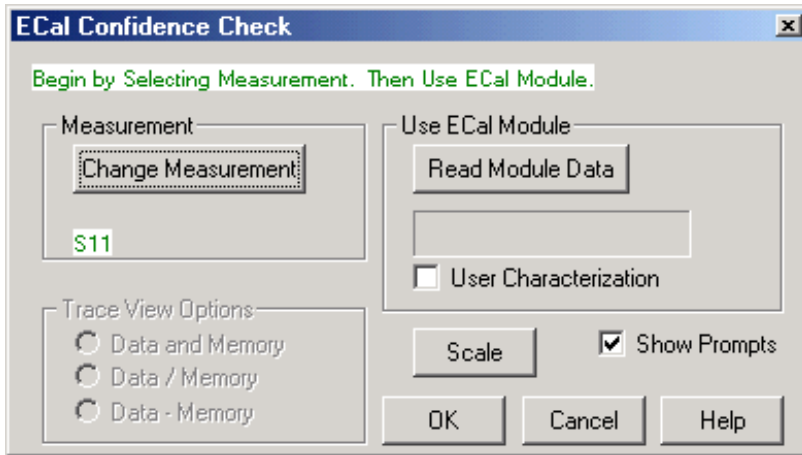 ECal Confidence Check
Begin by Selecting Measurement. Then Use ECal Module.
Measurement
Change Measurement
S11
Use ECal Module
Read Module Data
User Characterization
Trace View Options
Data and Memory
Data / Memory
Data - Memory
Scale
Show Prompts
OK
Cancel
Help